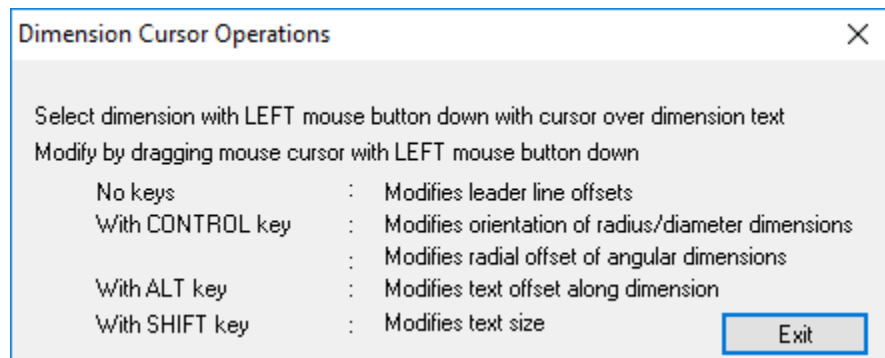 Dimension Cursor Operations
Select dimension with LEFT mouse button down with cursor over dimension text
Modify by dragging mouse cursor with LEFT mouse button down
No keys : Modifies leader line offsets
With CONTROL key : Modifies orientation of radius/diameter dimensions
: Modifies radial offset of angular dimensions
With ALT key : Modifies text offset along dimension
With SHIFT key : Modifies text size
Exit